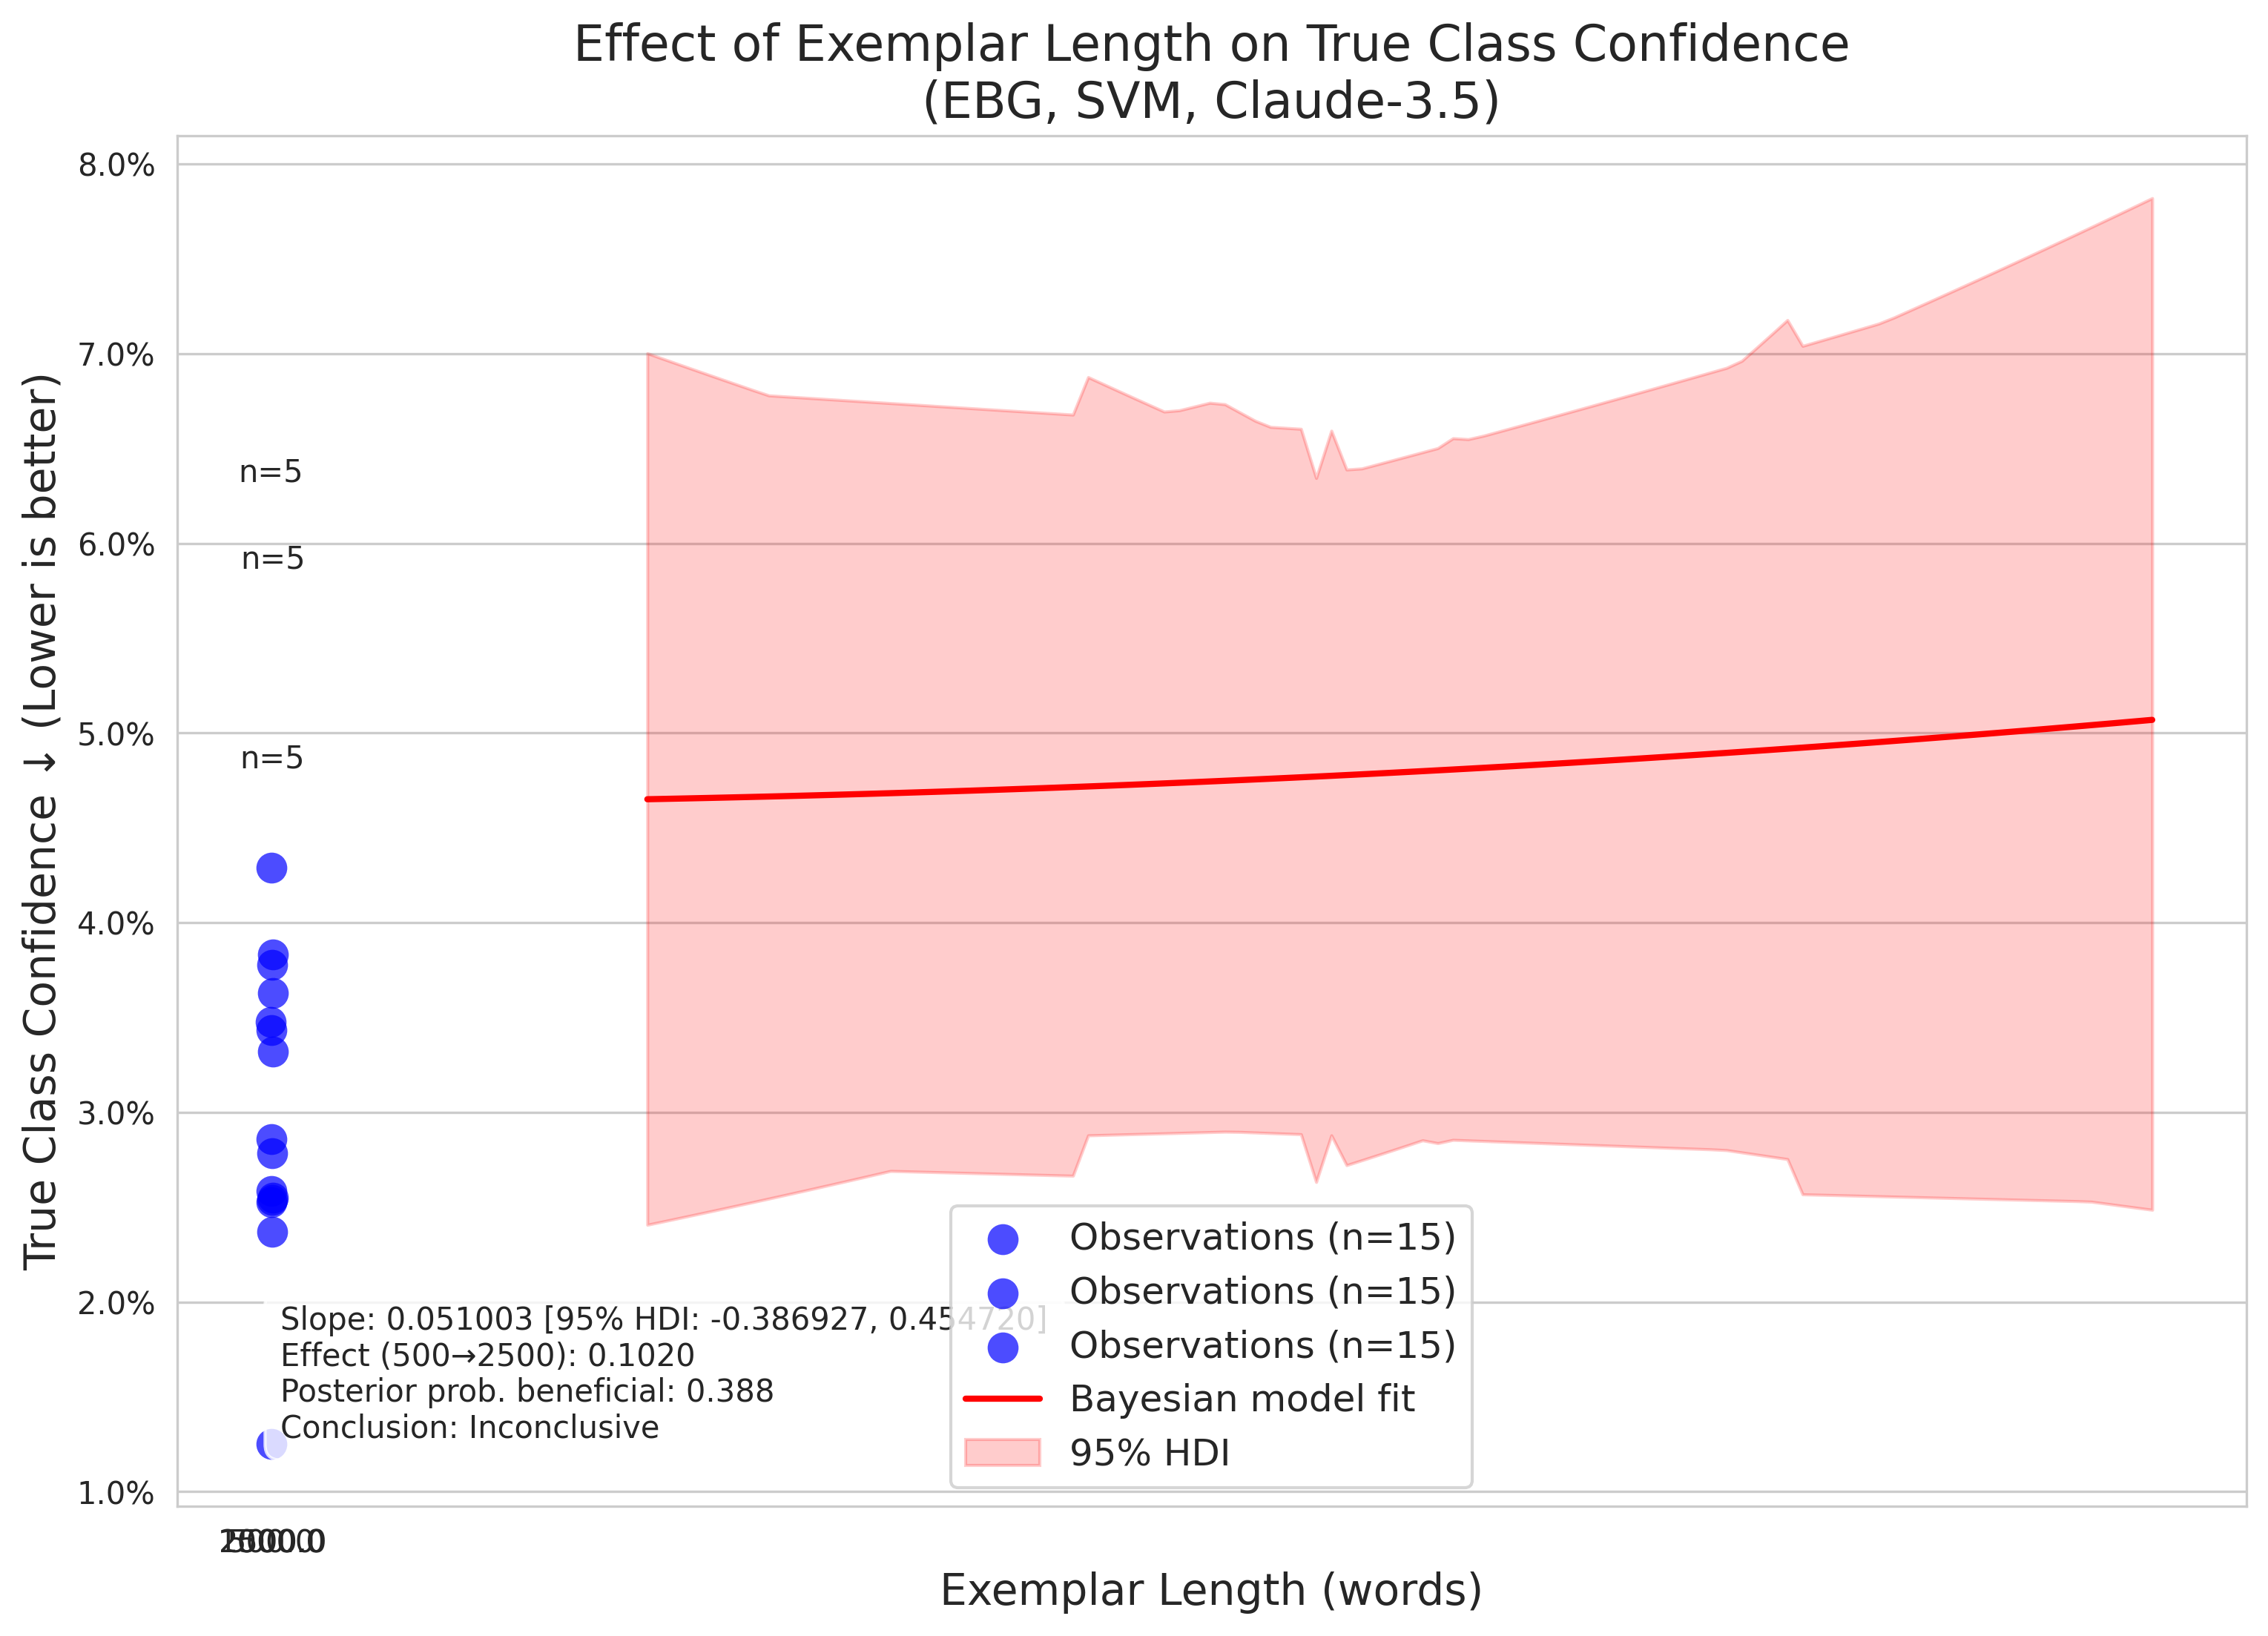 Effect of Exemplar Length on True Class Confidence
(EBG, SVM, Claude-3.5)
True Class Confidence ↓ (Lower is better)
8.0%
7.0%
6.0%
5.0%
4.0%
3.0%
2.0%
1.0%
n=5
n=5
n=5
Slope: 0.051003 [95% HDI: -0.386927, 0.454720]
Effect (500→2500): 0.1020
Posterior prob. beneficial: 0.388
Conclusion: Inconclusive
Observations (n=15)
Observations (n=15)
Observations (n=15)
Bayesian model fit
95% HDI
Exemplar Length (words)